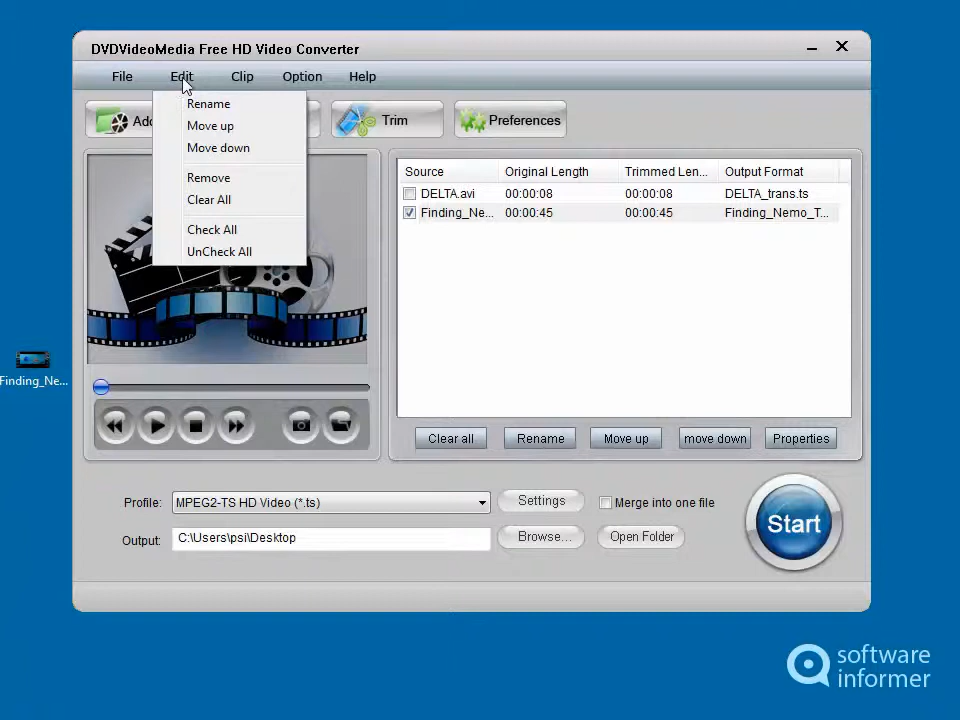 DVDVideoMedia Free HD Video Converter
File Edit Clip Option Help
Rename
Move up
Move down
Remove
Clear All
Check All
UnCheck All
Trim
Preferences
Source Original Length Trimmed Len... Output Format
DELTA.avi 00:00:08 00:00:08 DELTA_trans.ts
Finding_Ne... 00:00:45 00:00:45 Finding_Nemo_T...
Finding_Ne...
Clear all Rename Move up move down Properties
Profile: MPEG2-TS HD Video (*.ts) Settings Merge into one file
Output: C:\Users\psi\Desktop Browse... Open Folder
Start
software
informer